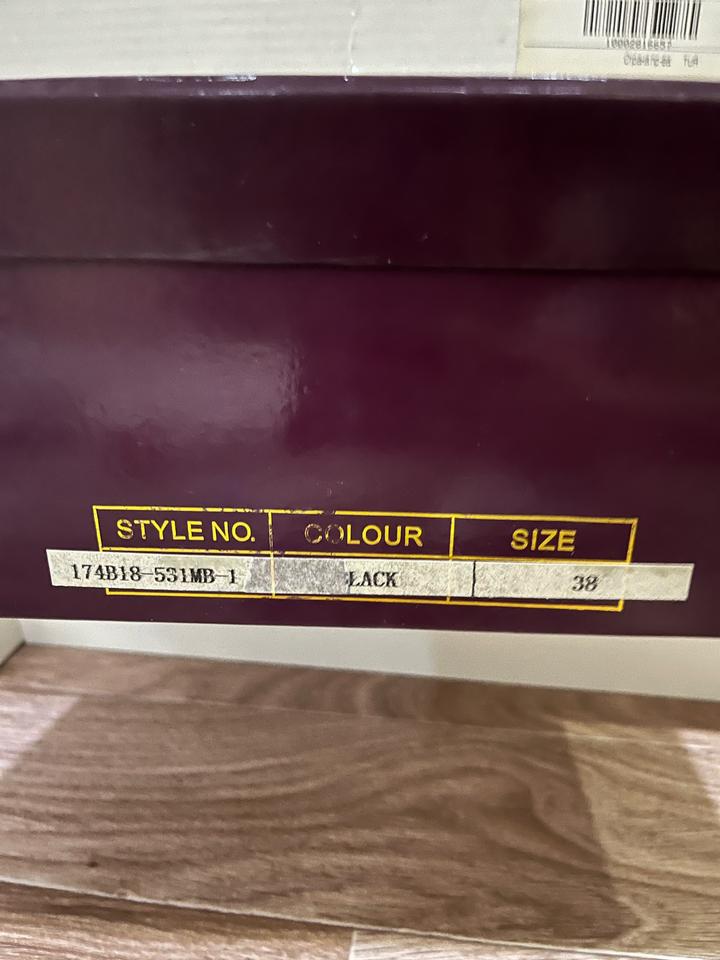 STYLE NO. COLOUR SIZE
174B18-531MB-1 LACK 38